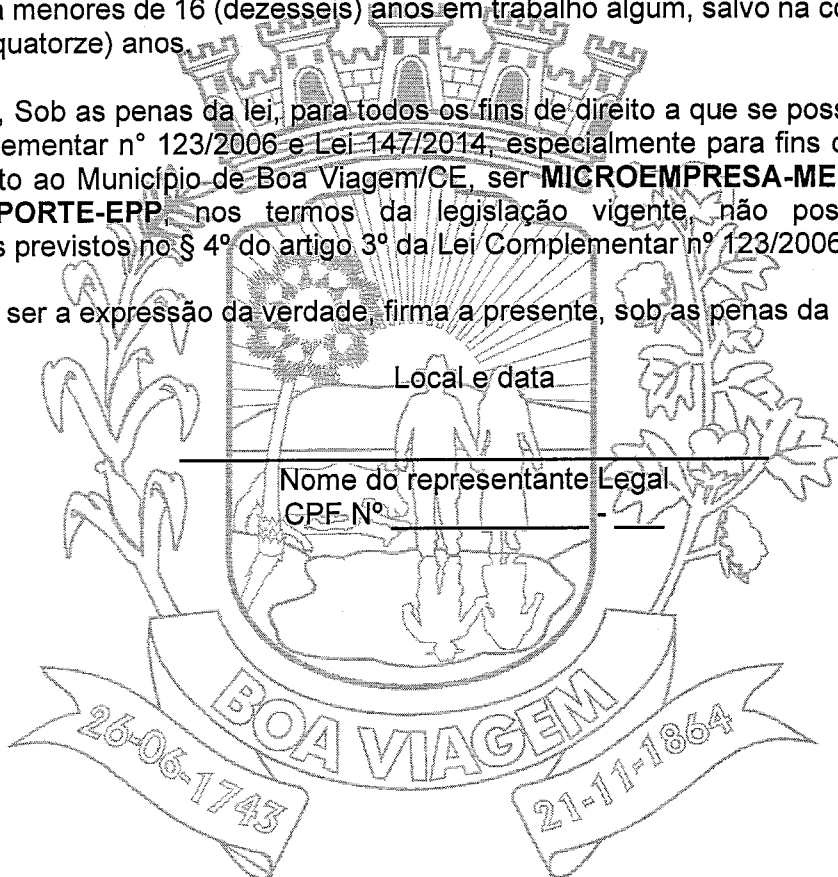 a menores de 16 (dezesseis) anos em trabalho algum, salvo na co
quatorze) anos.
, Sob as penas da lei, para todos os fins de direito a que se poss
ementar n° 123/2006 e Lei 147/2014, especialmente para fins d
to ao Município de Boa Viagem/CE, ser MICROEMPRESA-ME
PORTE-EPP, nos termos da legislação vigente, não pos
s previstos no § 4º do artigo 3º da Lei Complementar nº 123/2006
ser a expressão da verdade, firma a presente, sob as penas da
Local e data
Nome do representante Legal
CPF Nº ____________ - ___
BOA VIAGEM
26-06-1743
21-11-1864